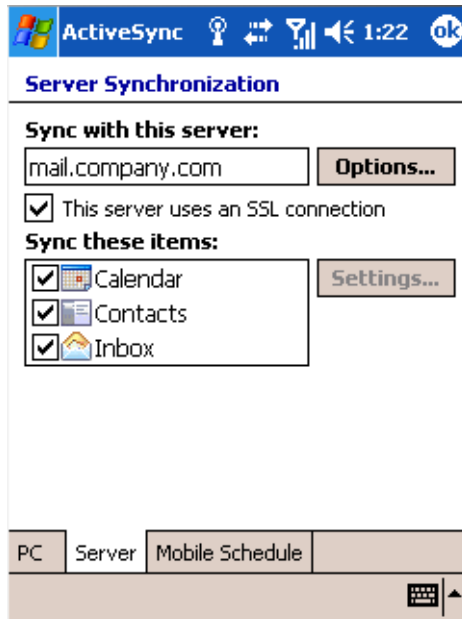 ActiveSync 1:22 ok
Server Synchronization
Sync with this server:
mail.company.com Options...
This server uses an SSL connection
Sync these items:
Calendar Settings...
Contacts
Inbox
PC Server Mobile Schedule